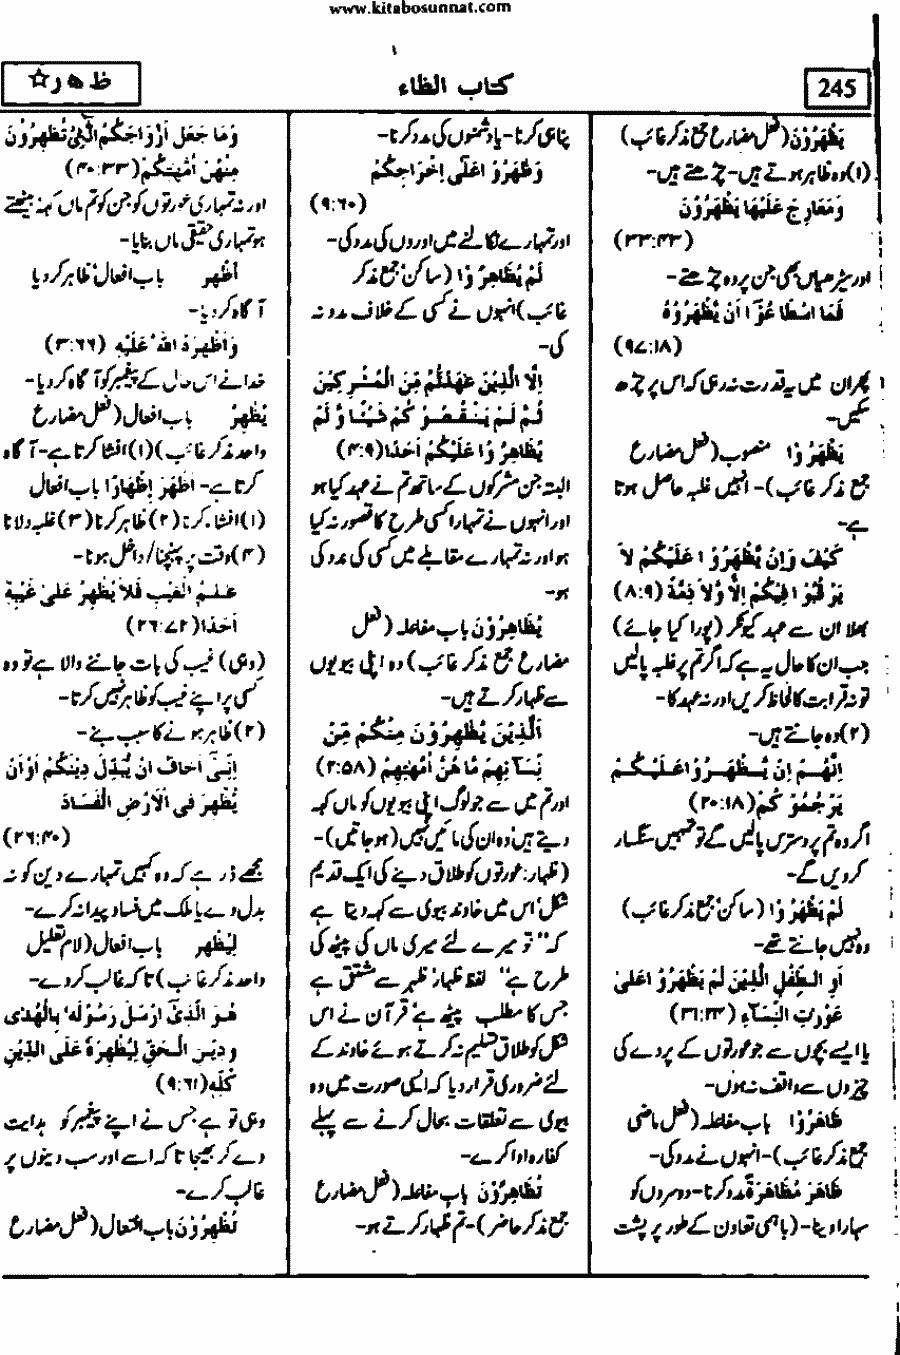 www.kitabosunnat.com
245
کتاب الظاء
ظ ھ ر ☆
يَظْهَرُوْنَ (فعل مضارع جمع مذکر غائب)
(۱) وہ ظاہر ہوتے ہیں۔ چڑھتے ہیں۔
وَمَعَارِجَ عَلَيْهَا يَظْهَرُوْنَ
(۴۳:۳۳)
اور سیڑھیاں بھی جن پر وہ چڑھتے۔
فَمَا اسْطَاعُوْٓا اَنْ يَّظْهَرُوْهُ
(۹۷:۱۸)
پھر ان میں یہ قدرت نہ رہی کہ اس پر چڑھ
سکیں۔
يَظْهَرُوْا منصوب (فعل مضارع
جمع مذکر غائب)۔ انہیں غلبہ حاصل ہوتا
ہے۔
كَيْفَ وَاِنْ يَّظْهَرُوْا عَلَيْكُمْ لَا
يَرْقُبُوْا فِيْكُمْ اِلًّا وَّلَا ذِمَّةً (۸:۹)
بھلا ان سے عہد کیونکر (پورا کیا جائے)
جب ان کا حال یہ ہے کہ اگر تم پر غلبہ پالیں
تو نہ قرابت کا لحاظ کریں اور نہ عہد کا۔
(۲) وہ جانتے ہیں۔
اِنَّهُمْ اِنْ يَّظْهَرُوْا عَلَيْكُمْ
يَرْجُمُوْكُمْ (۲۰:۱۸)
اگر وہ تم پر دسترس پالیں گے تو تمہیں سنگسار
کر دیں گے۔
لَمْ يَظْهَرُوْا (ساکن: جمع مذکر غائب)
وہ نہیں جانتے تھے۔
اَوِ الطِّفْلِ الَّذِيْنَ لَمْ يَظْهَرُوْا عَلٰى
عَوْرٰتِ النِّسَآءِ (۳۱:۲۴)
یا ایسے بچوں سے جو عورتوں کے پردے کی
چیزوں سے واقف نہ ہوں۔
ظَاهَرُوْا باب مفاعلہ (فعل ماضی
جمع مذکر غائب)۔ انہوں نے مدد کی۔
ظَاهَرَ مُظَاهَرَةً مدد کرنا۔ دوسروں کو
سہارا دینا۔ (باہمی تعاون کے طور پر پشت
پناہی کرنا۔ یا دشمنوں کی مدد کرنا۔
وَظٰهَرُوْا عَلٰٓى اِخْرَاجِكُمْ
(۹:۶۰)
اور تمہارے نکالنے میں اوروں کی مدد کی۔
لَمْ يُظَاهِرُوْا (ساکن: جمع مذکر
غائب) انہوں نے کسی کے خلاف مدد نہ
کی۔
اِلَّا الَّذِيْنَ عٰهَدْتُّمْ مِّنَ الْمُشْرِكِيْنَ
ثُمَّ لَمْ يَنْقُصُوْكُمْ شَيْئًا وَّلَمْ
يُظَاهِرُوْا عَلَيْكُمْ اَحَدًا (۴:۹)
البتہ جن مشرکوں کے ساتھ تم نے عہد کیا ہو
اور انہوں نے تمہارا کسی طرح کا قصور نہ کیا
ہو اور نہ تمہارے مقابلے میں کسی کی مدد کی
ہو۔
يُظَاهِرُوْنَ باب مفاعلہ (فعل
مضارع جمع مذکر غائب) وہ اپنی بیویوں
سے ظہار کرتے ہیں۔
اَلَّذِيْنَ يُظٰهِرُوْنَ مِنْكُمْ مِّنْ
نِّسَآئِهِمْ مَّا هُنَّ اُمَّهٰتِهِمْ (۲:۵۸)
اور تم میں سے جو لوگ اپنی بیویوں کو ماں کہہ
دیتے ہیں وہ ان کی مائیں نہیں (ہو جاتیں)۔
(ظہار: عورتوں کو طلاق دینے کی ایک قدیم
شکل، اس میں خاوند بیوی سے کہہ دیتا ہے
کہ "تو میرے لئے میری ماں کی پیٹھ کی
طرح ہے" لفظ ظہار ظہر سے مشتق ہے
جس کا مطلب پیٹھ ہے، قرآن نے اس
شکل کو طلاق تسلیم نہ کرتے ہوئے خاوند کے
لئے ضروری قرار دیا کہ ایسی صورت میں وہ
بیوی سے تعلقات بحال کرنے سے پہلے
کفارہ ادا کرے۔
تُظَاهِرُوْنَ باب مفاعلہ (فعل مضارع
جمع مذکر حاضر)۔ تم ظہار کرتے ہو۔
وَمَا جَعَلَ اَزْوَاجَكُمُ الّٰٓئِىْ تُظٰهِرُوْنَ
مِنْهُنَّ اُمَّهٰتِكُمْ (۴:۳۳)
اور نہ تمہاری عورتوں کو جن کو تم ماں کہہ بیٹھتے
ہو تمہاری حقیقی ماں بنایا۔
اَظْهَرَ باب افعال: ظاہر کر دیا
آگاہ کر دیا۔
وَاَظْهَرَهُ اللّٰهُ عَلَيْهِ (۳:۶۶)
خدا نے اس حال کے پیغمبر کو آگاہ کر دیا۔
يُظْهِرُ باب افعال (فعل مضارع
واحد مذکر غائب) (۱) افشا کرتا ہے۔ آگاہ
کرتا ہے۔ اَظْهَرَ اِظْهَارًا باب افعال
(۱) افشاء کرنا (۲) ظاہر کرنا (۳) غلبہ دلانا
(۴) وقت پر پہنچنا/داخل ہونا۔
عٰلِمُ الْغَيْبِ فَلَا يُظْهِرُ عَلٰى غَيْبِهٖٓ
اَحَدًا (۲۶:۷۲)
(وہی) غیب کی بات جاننے والا ہے تو وہ
کسی پر اپنے غیب کو ظاہر نہیں کرتا۔
(۲) ظاہر ہونے کا سبب بنے۔
اِنِّىْٓ اَخَافُ اَنْ يُّبَدِّلَ دِيْنَكُمْ اَوْ اَنْ
يُّظْهِرَ فِى الْاَرْضِ الْفَسَادَ
(۲۶:۴۰)
مجھے ڈر ہے کہ وہ کہیں تمہارے دین کو نہ
بدل دے یا ملک میں فساد پیدا نہ کرے۔
لِيُظْهِرَ باب افعال (لام تعلیل
واحد مذکر غائب) تاکہ غالب کر دے۔
هُوَ الَّذِىْٓ اَرْسَلَ رَسُوْلَهٗ بِالْهُدٰى
وَدِيْنِ الْحَقِّ لِيُظْهِرَهٗ عَلَى الدِّيْنِ
كُلِّهٖ (۹:۶۱)
وہی تو ہے جس نے اپنے پیغمبر کو ہدایت
دے کر بھیجا تاکہ اسے اور سب دینوں پر
غالب کرے۔
تُظْهِرُوْنَ باب افعال (فعل مضارع